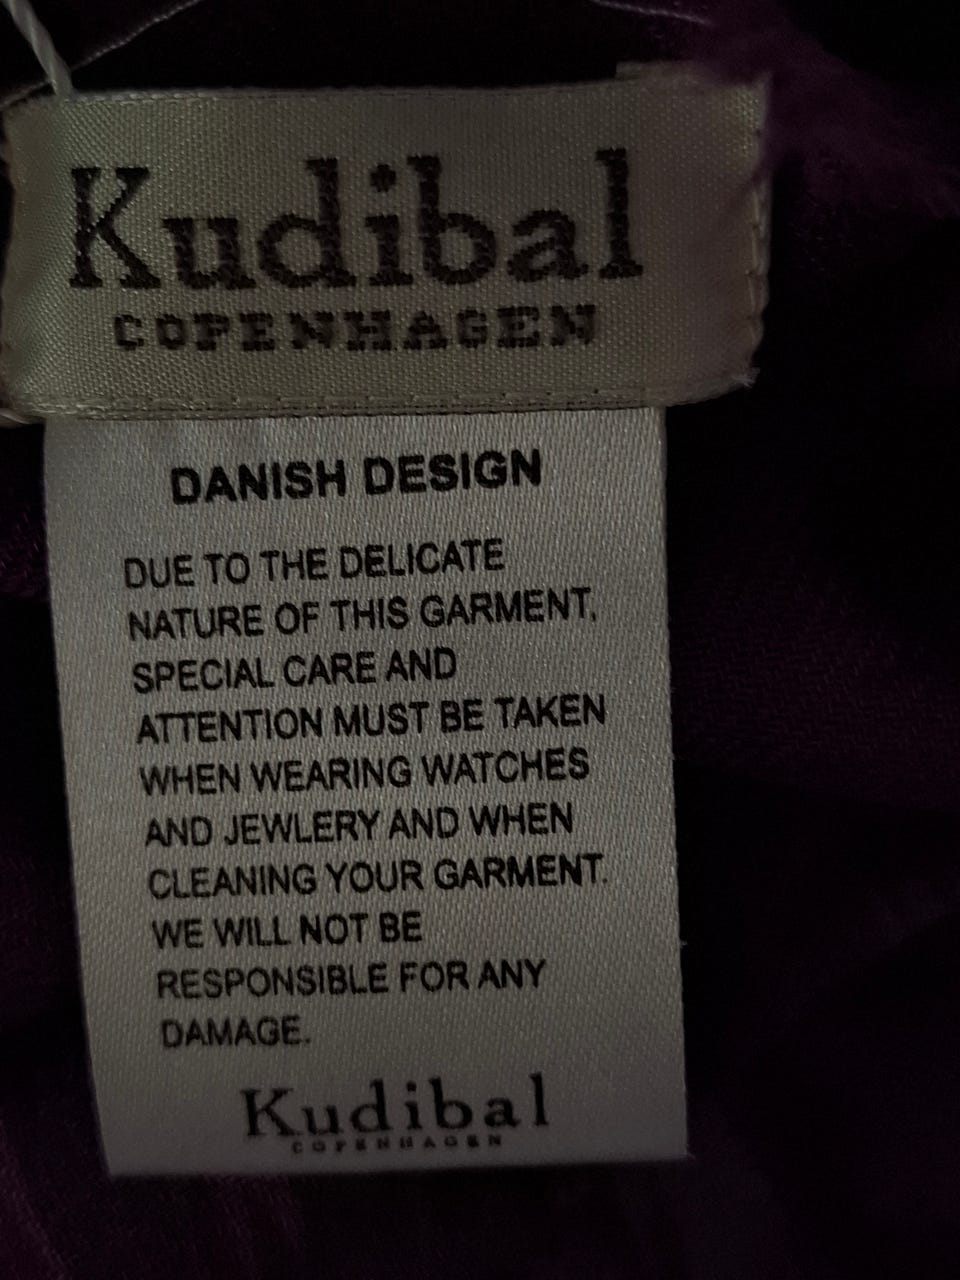 Kudibal
COPENHAGEN
DANISH DESIGN
DUE TO THE DELICATE
NATURE OF THIS GARMENT,
SPECIAL CARE AND
ATTENTION MUST BE TAKEN
WHEN WEARING WATCHES
AND JEWLERY AND WHEN
CLEANING YOUR GARMENT.
WE WILL NOT BE
RESPONSIBLE FOR ANY
DAMAGE.
Kudibal
COPENHAGEN